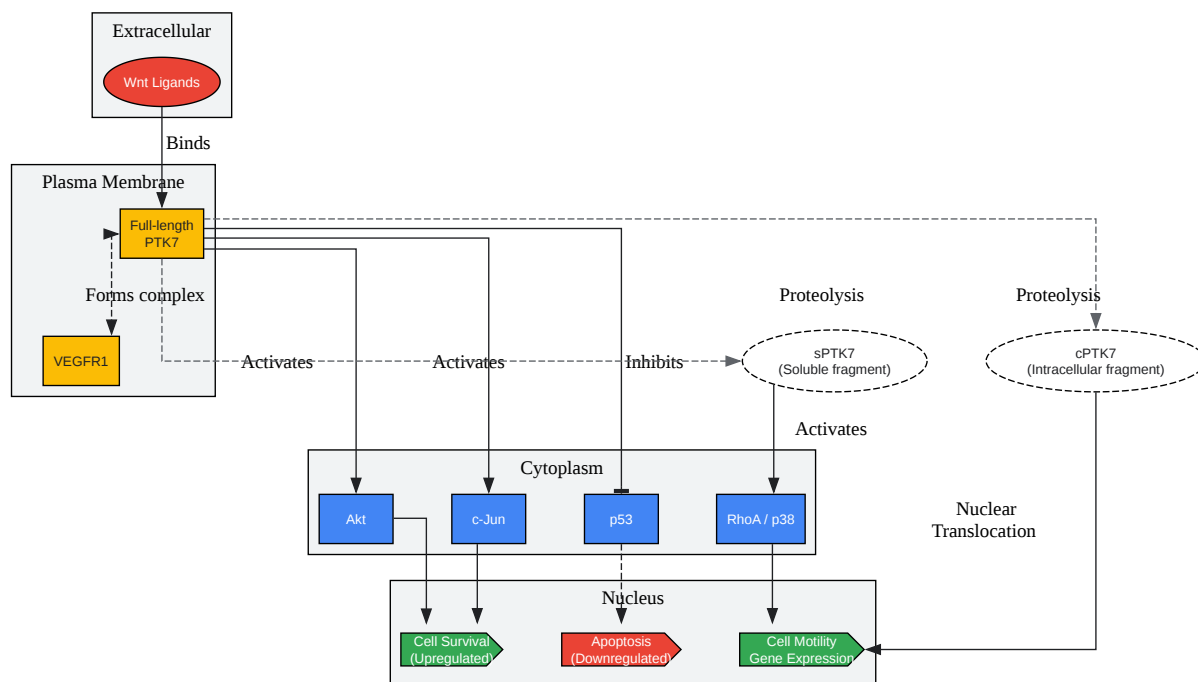 Extracellular
Wnt Ligands
Binds
Plasma Membrane
Full-length
PTK7
Forms complex
VEGFR1
Activates
Activates
Inhibits
Proteolysis
Proteolysis
sPTK7
(Soluble fragment)
cPTK7
(Intracellular fragment)
Activates
Cytoplasm
Akt
c-Jun
p53
RhoA / p38
Nuclear
Translocation
Nucleus
Cell Survival
(Upregulated)
Apoptosis
(Downregulated)
Cell Motility
Gene Expression